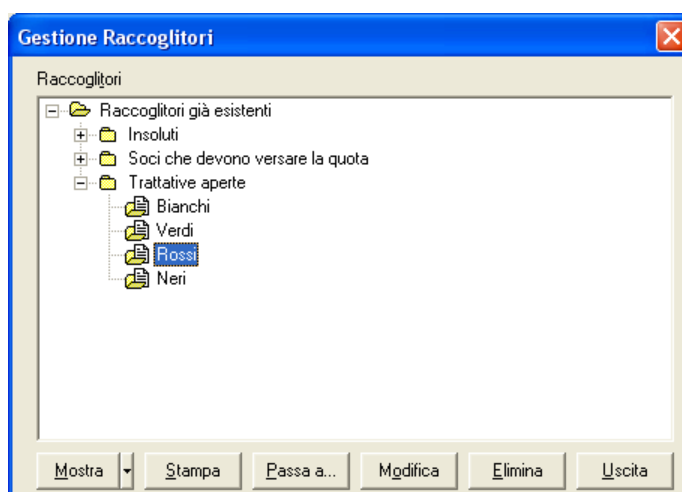 Gestione Raccoglitori
Raccoglitori
Raccoglitori già esistenti
Insoluti
Soci che devono versare la quota
Trattative aperte
Bianchi
Verdi
Rossi
Neri
Mostra Stampa Passa a... Modifica Elimina Uscita